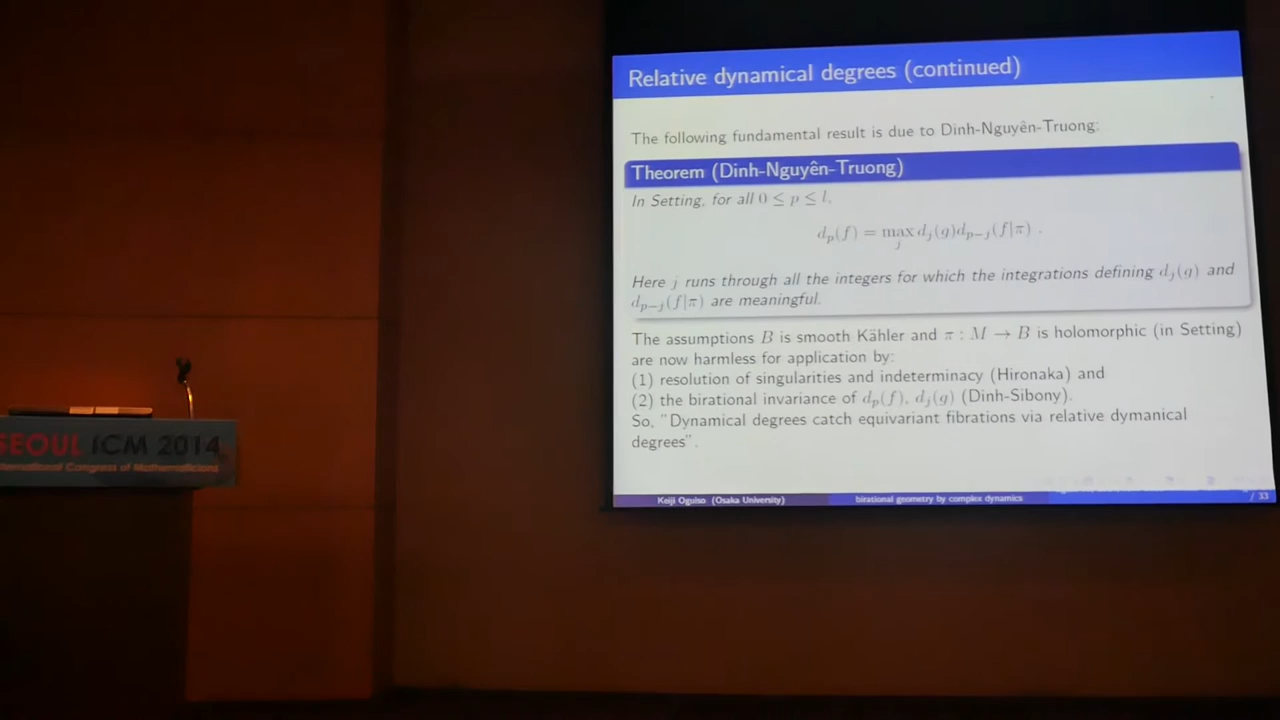 Relative dynamical degrees (continued)
The following fundamental result is due to Dinh-Nguyên-Truong:
Theorem (Dinh-Nguyên-Truong)
In Setting, for all 0 ≤ p ≤ l,
d_p(f) = max_j d_j(g)d_{p−j}(f|π) .
Here j runs through all the integers for which the integrations defining d_j(g) and
d_{p−j}(f|π) are meaningful.
The assumptions B is smooth Kähler and π : M → B is holomorphic (in Setting)
are now harmless for application by:
(1) resolution of singularities and indeterminacy (Hironaka) and
(2) the birational invariance of d_p(f), d_j(g) (Dinh-Sibony).
So, "Dynamical degrees catch equivariant fibrations via relative dymanical
degrees".
Keiji Oguiso (Osaka University)
birational geometry by complex dynamics
/ 33
SEOUL ICM 2014
International Congress of Mathematicians